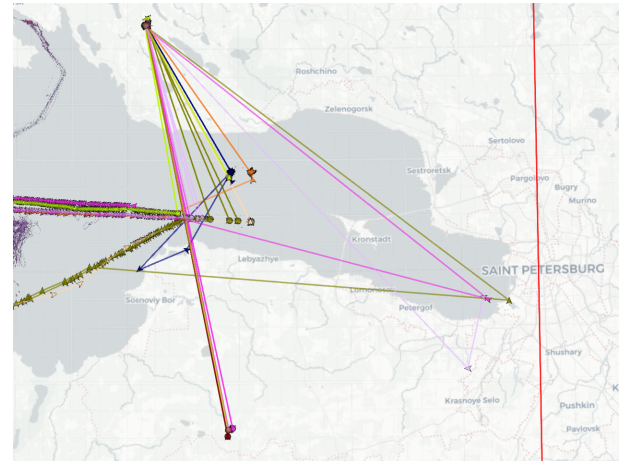 Roshchino
Zelenogorsk
Sertolovo
Sestroretsk
Pargolovo
Bugry
Murino
Kronstadt
Lebyazhye
SAINT PETERSBURG
Lomonosov
Sosnoviy Bor
Petergof
Shushary
Krasnoye Selo
Pushkin
Pavlovsk